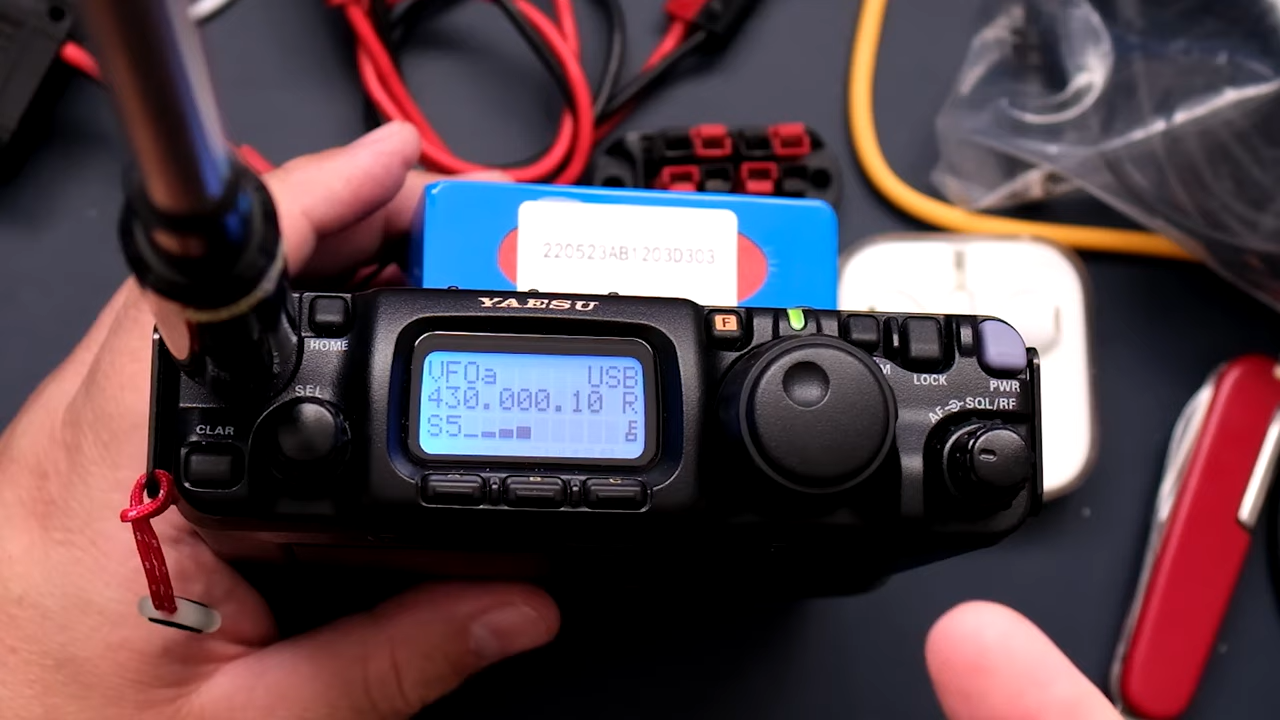 220523AB1203D303
YAESU
F
HOME
SEL
CLAR
VFOa USB
430.000.10 R
S5
A B C
LOCK
PWR
AF SQL/RF